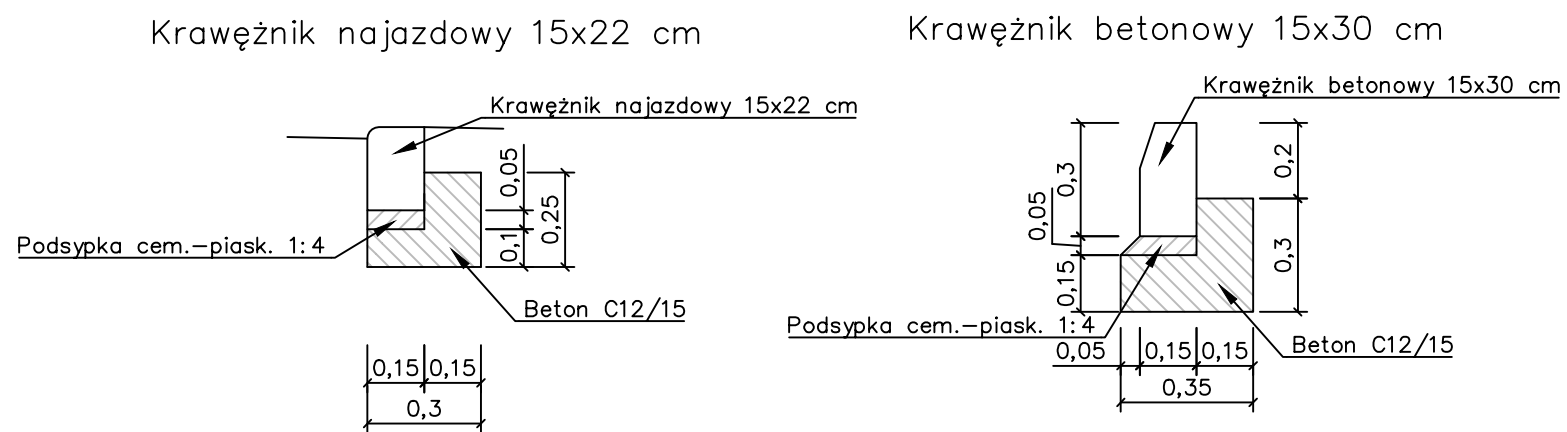 Krawężnik najazdowy 15x22 cm
Krawężnik najazdowy 15x22 cm
0,05
0,25
0,1
Podsypka cem.-piask. 1:4
Beton C12/15
0,15
0,15
0,3
Krawężnik betonowy 15x30 cm
Krawężnik betonowy 15x30 cm
0,3
0,2
0,05
0,3
0,15
Podsypka cem.-piask. 1:4
Beton C12/15
0,05
0,15
0,15
0,35